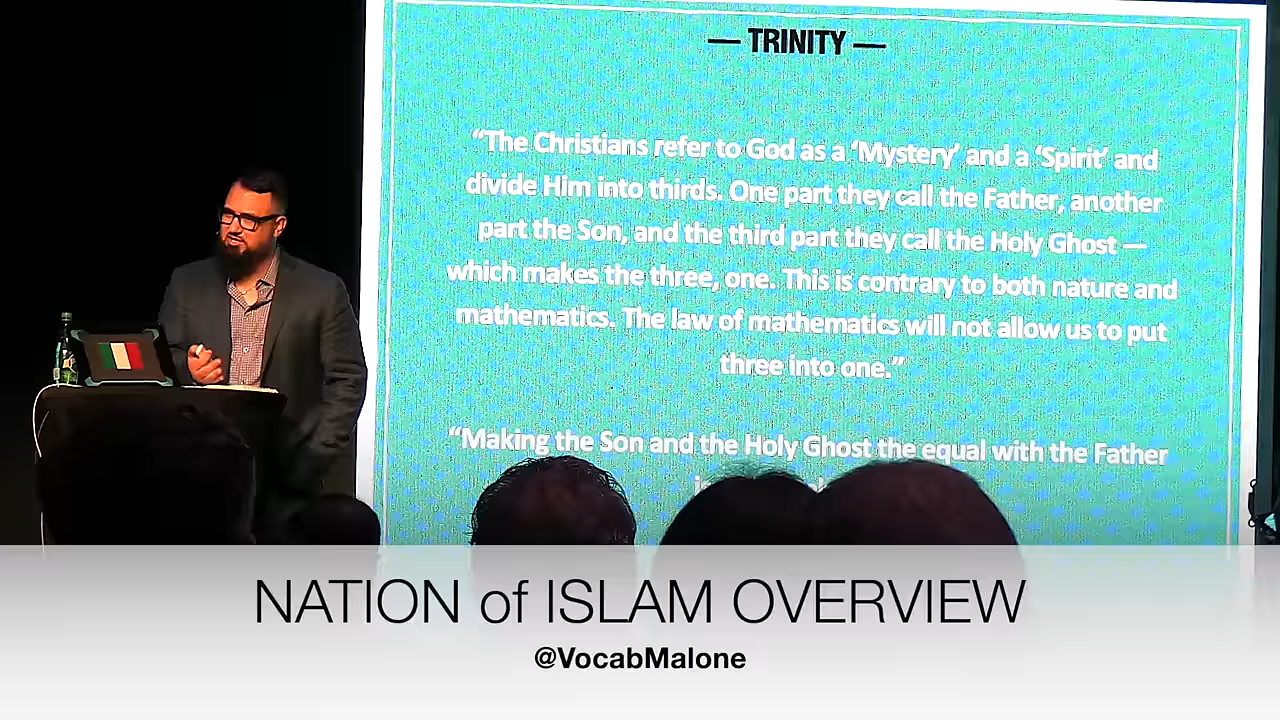 — TRINITY —
“The Christians refer to God as a ‘Mystery’ and a ‘Spirit’ and
divide Him into thirds. One part they call the Father, another
part the Son, and the third part they call the Holy Ghost —
which makes the three, one. This is contrary to both nature and
mathematics. The law of mathematics will not allow us to put
three into one.”
“Making the Son and the Holy Ghost the equal with the Father
NATION of ISLAM OVERVIEW
@VocabMalone